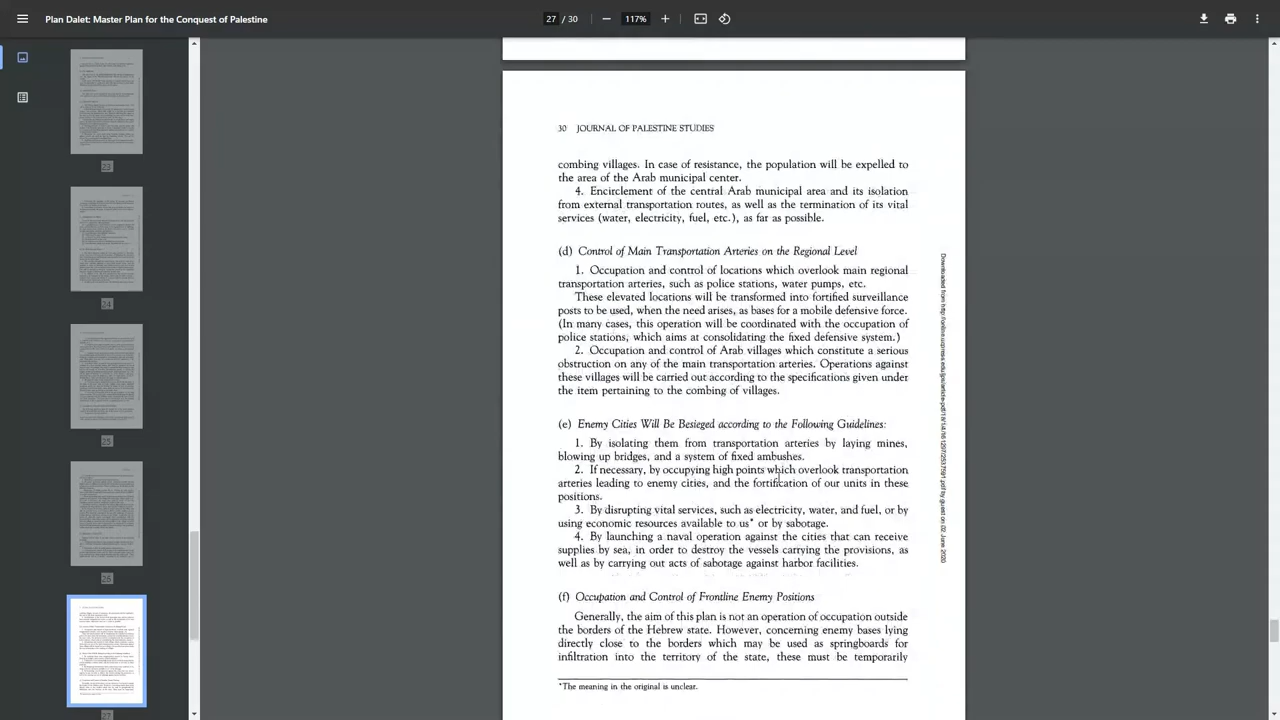 Plan Dalet: Master Plan for the Conquest of Palestine
27 / 30
117%
23
24
25
26
27
30 JOURNAL OF PALESTINE STUDIES
combing villages. In case of resistance, the population will be expelled to
the area of the Arab municipal center.
4. Encirclement of the central Arab municipal area and its isolation
from external transportation routes, as well as the termination of its vital
services (water, electricity, fuel, etc.), as far as possible.
(d) Control of Main Transportation Arteries on the Regional Level
1. Occupation and control of locations which overlook main regional
transportation arteries, such as police stations, water pumps, etc.
These elevated locations will be transformed into fortified surveillance
posts to be used, when the need arises, as bases for a mobile defensive force.
(In many cases, this operation will be coordinated with the occupation of
police stations, which aims at consolidating the fixed defensive system.)
2. Occupation and control of Arab villages which constitute a serious
obstruction on any of the main transportation arteries. Operations against
these villages will be carried out according to the specifications given under
the item pertaining to the combing of villages.
(e) Enemy Cities Will Be Besieged according to the Following Guidelines:
1. By isolating them from transportation arteries by laying mines,
blowing up bridges, and a system of fixed ambushes.
2. If necessary, by occupying high points which overlook transportation
arteries leading to enemy cities, and the fortification of our units in these
positions.
3. By disrupting vital services, such as electricity, water, and fuel, or by
using economic resources available to us* or by sabotage.
4. By launching a naval operation against the cities that can receive
supplies by sea, in order to destroy the vessels carrying the provisions, as
well as by carrying out acts of sabotage against harbor facilities.
(f) Occupation and Control of Frontline Enemy Positions
Generally, the aim of this plan is not an operation of occupation outside
the borders of the Hebrew state. However, concerning enemy bases lying
directly close to the borders which may be used as springboards for
infiltration into the territory of the state, these must be temporarily
*The meaning in the original is unclear.
by guest on 02 June 2020